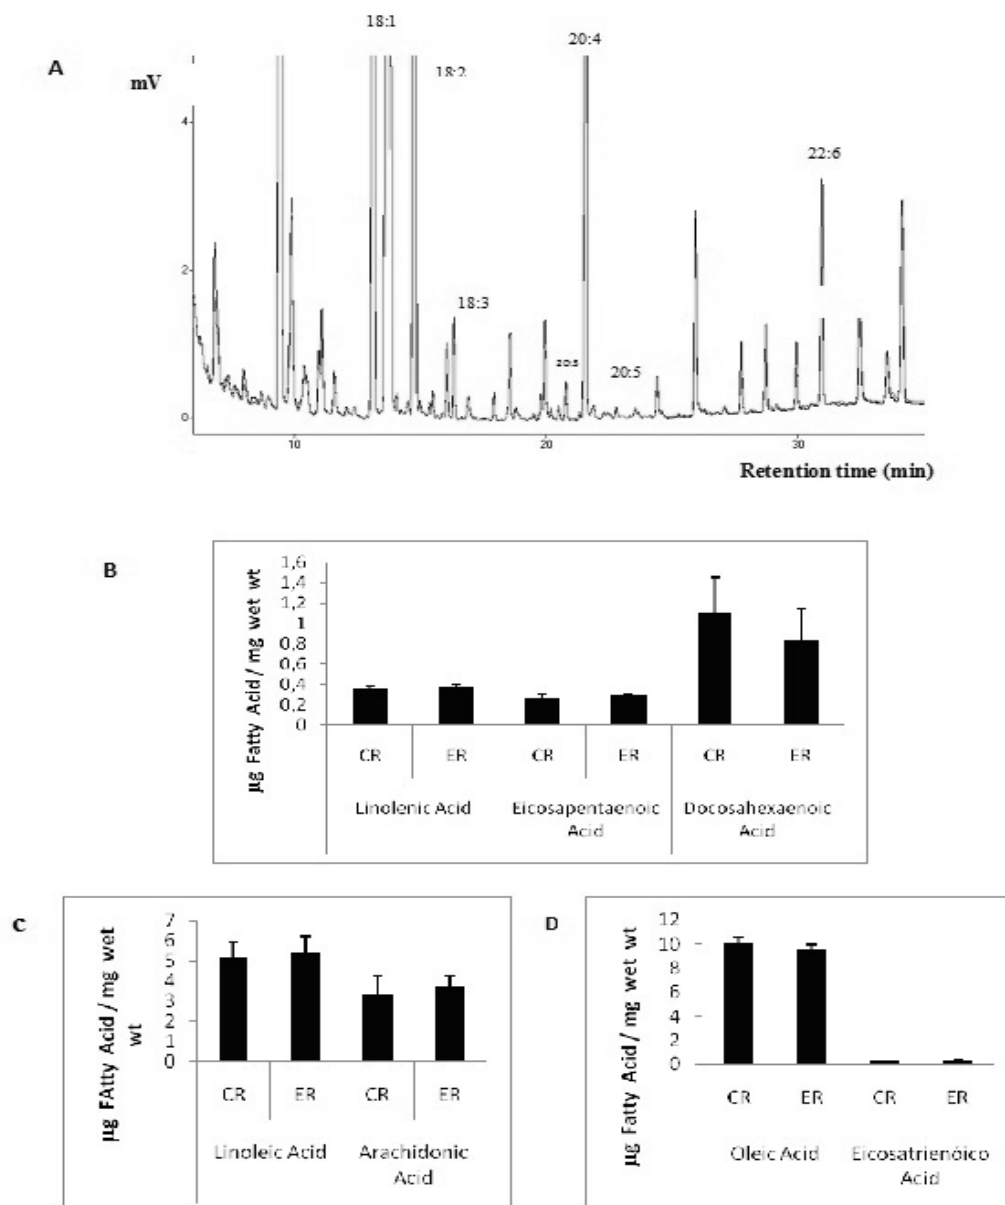 A
mV
18:1
18:2
20:4
22:6
18:3
20:3
20:5
4
2
0
10 20 30
Retention time (min)
B
µg Fatty Acid / mg wet wt
1,6
1,4
1,2
1
0,8
0,6
0,4
0,2
0
CR ER CR ER CR ER
Linolenic Acid Eicosapentaenoic Docosahexaenoic
Acid Acid
C
µg FAtty Acid / mg wet
wt
7
6
5
4
3
2
1
0
CR ER CR ER
Linoleic Acid Arachidonic
Acid
D
µg Fatty Acid / mg wet wt
12
10
8
6
4
2
0
CR ER CR ER
Oleic Acid Eicosatrienóico
Acid